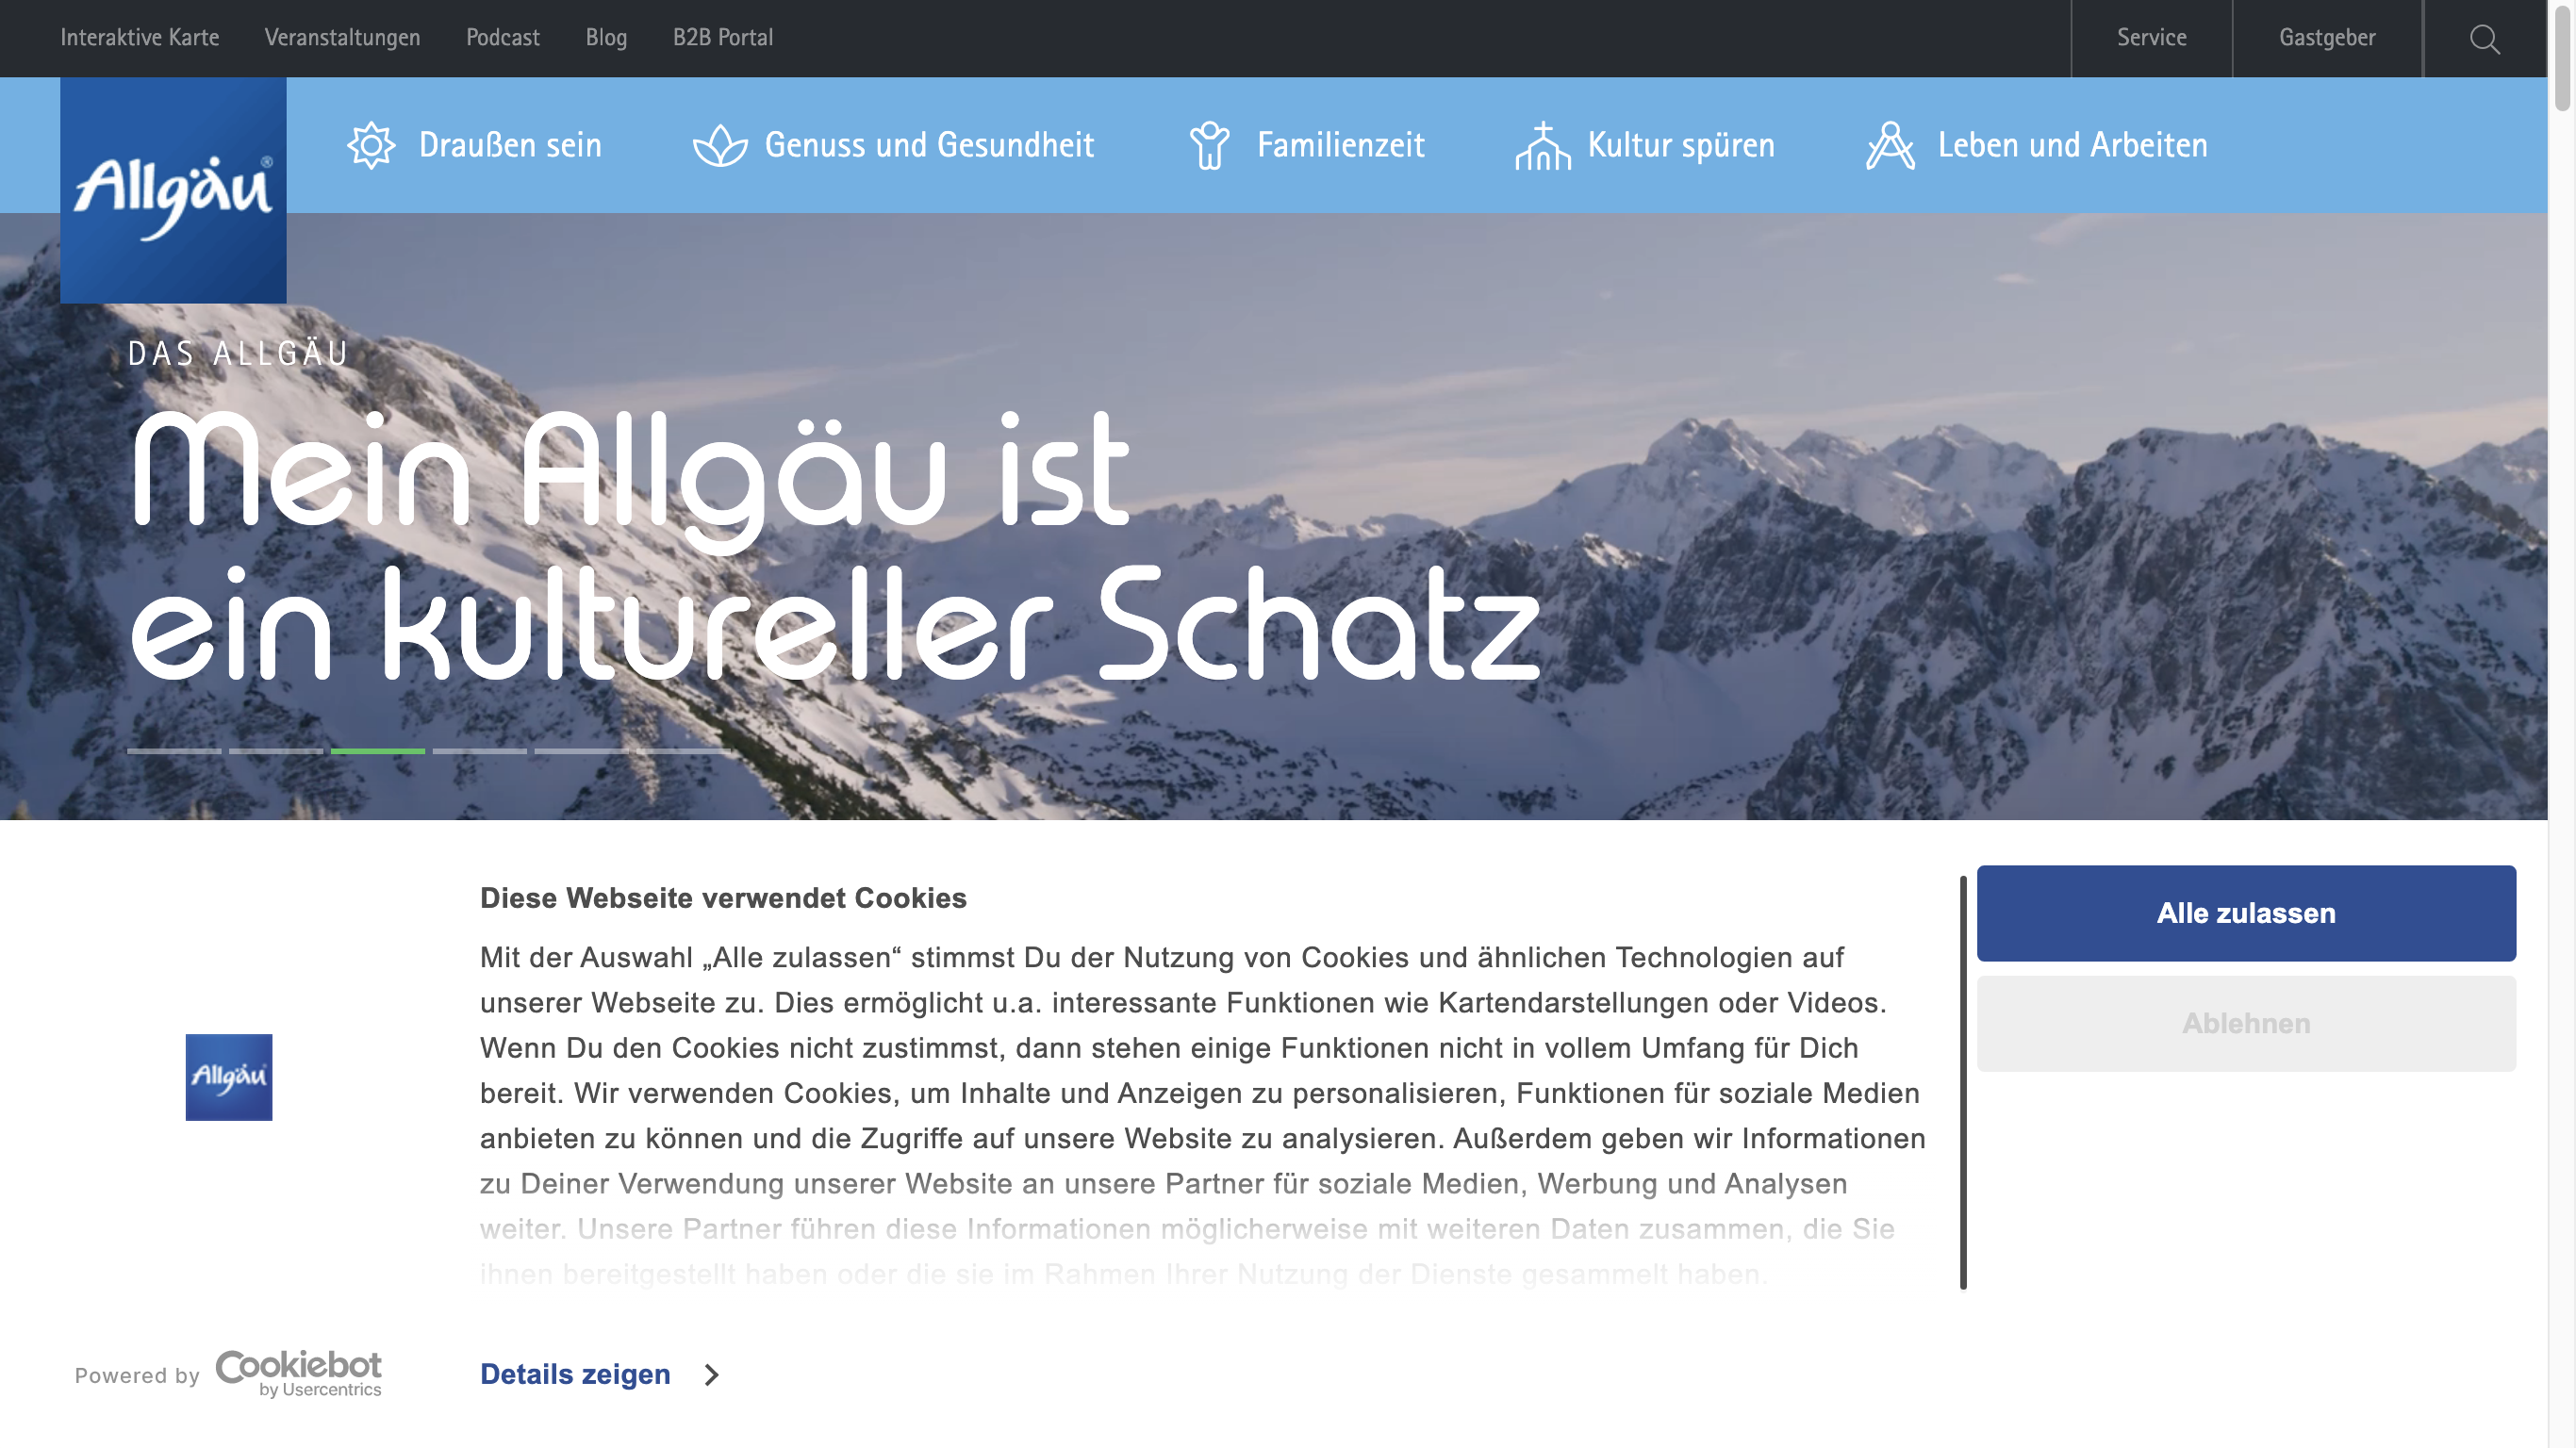 Interaktive Karte Veranstaltungen Podcast Blog B2B Portal Service Gastgeber
Allgäu®
Draußen sein Genuss und Gesundheit Familienzeit Kultur spüren Leben und Arbeiten
DAS ALLGÄU
Mein Allgäu ist
ein kultureller Schatz
Diese Webseite verwendet Cookies
Mit der Auswahl „Alle zulassen“ stimmst Du der Nutzung von Cookies und ähnlichen Technologien auf
unserer Webseite zu. Dies ermöglicht u.a. interessante Funktionen wie Kartendarstellungen oder Videos.
Wenn Du den Cookies nicht zustimmst, dann stehen einige Funktionen nicht in vollem Umfang für Dich
bereit. Wir verwenden Cookies, um Inhalte und Anzeigen zu personalisieren, Funktionen für soziale Medien
anbieten zu können und die Zugriffe auf unsere Website zu analysieren. Außerdem geben wir Informationen
zu Deiner Verwendung unserer Website an unsere Partner für soziale Medien, Werbung und Analysen
weiter. Unsere Partner führen diese Informationen möglicherweise mit weiteren Daten zusammen, die Sie
ihnen bereitgestellt haben oder die sie im Rahmen Ihrer Nutzung der Dienste gesammelt haben.
Alle zulassen
Ablehnen
Allgäu
Powered by Cookiebot
by Usercentrics
Details zeigen